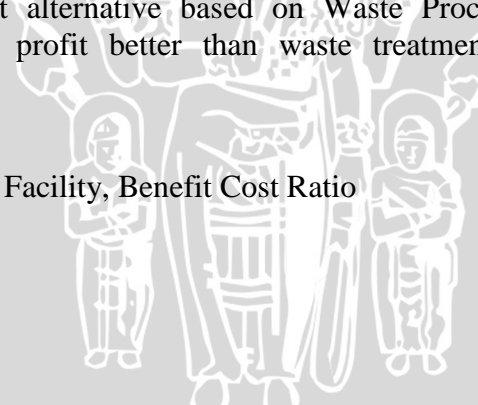 t alternative based on Waste Proc
profit better than waste treatmen
Facility, Benefit Cost Ratio